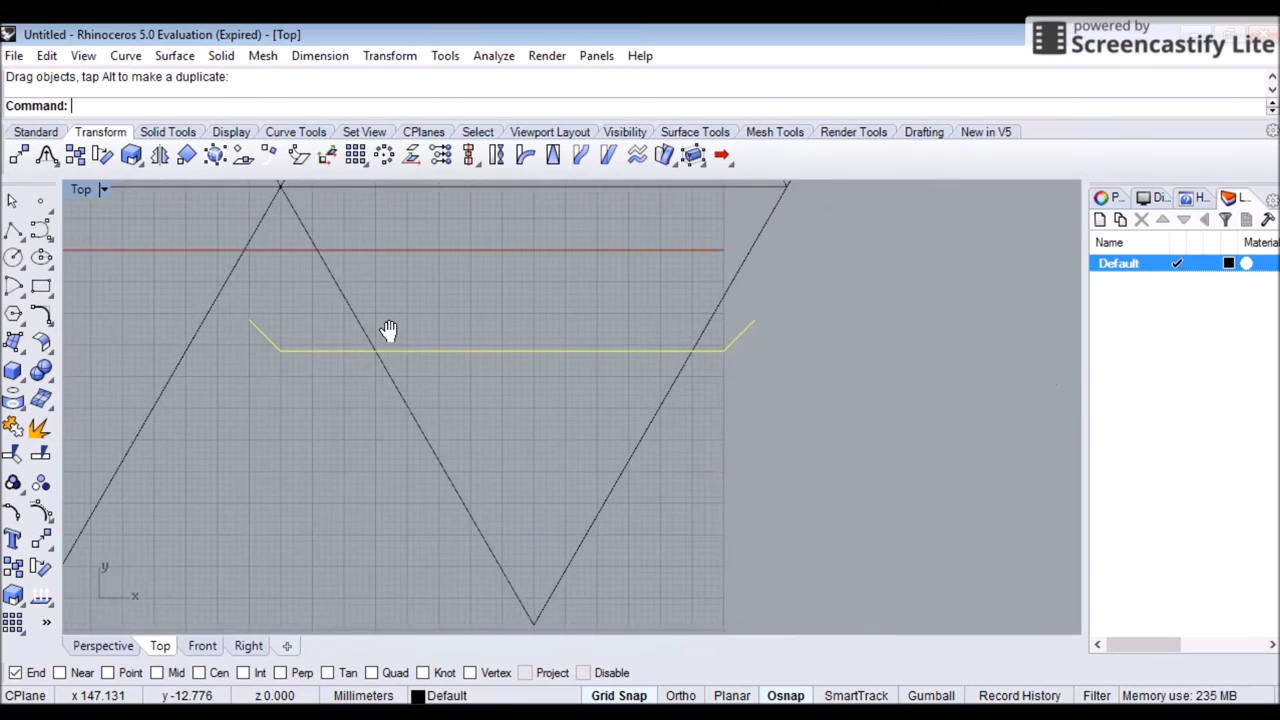 powered by
Screencastify Lite
Untitled - Rhinoceros 5.0 Evaluation (Expired) - [Top]
File Edit View Curve Surface Solid Mesh Dimension Transform Tools Analyze Render Panels Help
Drag objects, tap Alt to make a duplicate:
Command:
Standard Transform Solid Tools Display Curve Tools Set View CPlanes Select Viewport Layout Visibility Surface Tools Mesh Tools Render Tools Drafting New in V5
Top
P... Di... H... L...
Name Materia
Default
y
x
Perspective Top Front Right
End Near Point Mid Cen Int Perp Tan Quad Knot Vertex Project Disable
CPlane x 147.131 y -12.776 z 0.000 Millimeters Default Grid Snap Ortho Planar Osnap SmartTrack Gumball Record History Filter Memory use: 235 MB